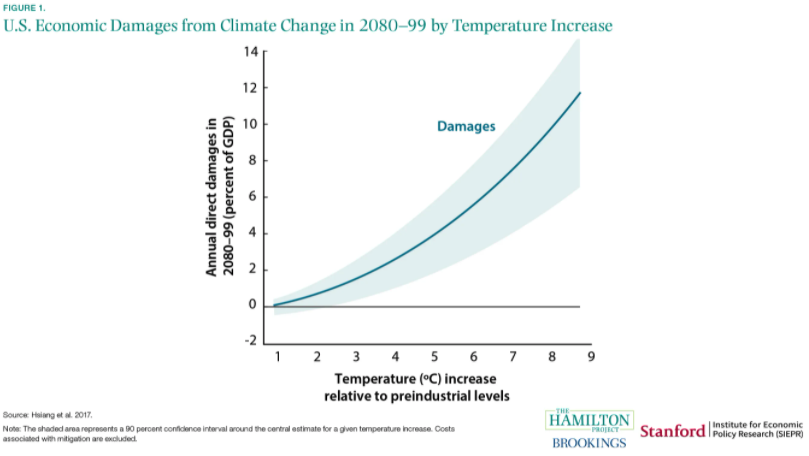 FIGURE 1.
U.S. Economic Damages from Climate Change in 2080–99 by Temperature Increase
Annual direct damages in
2080–99 (percent of GDP)
14
12
10
8
6
4
2
0
-2
Damages
1 2 3 4 5 6 7 8 9
Temperature (ºC) increase
relative to preindustrial levels
Source: Hsiang et al. 2017.
Note: The shaded area represents a 90 percent confidence interval around the central estimate for a given temperature increase. Costs
associated with mitigation are excluded.
THE
HAMILTON
PROJECT
BROOKINGS
Stanford
Institute for Economic
Policy Research (SIEPR)